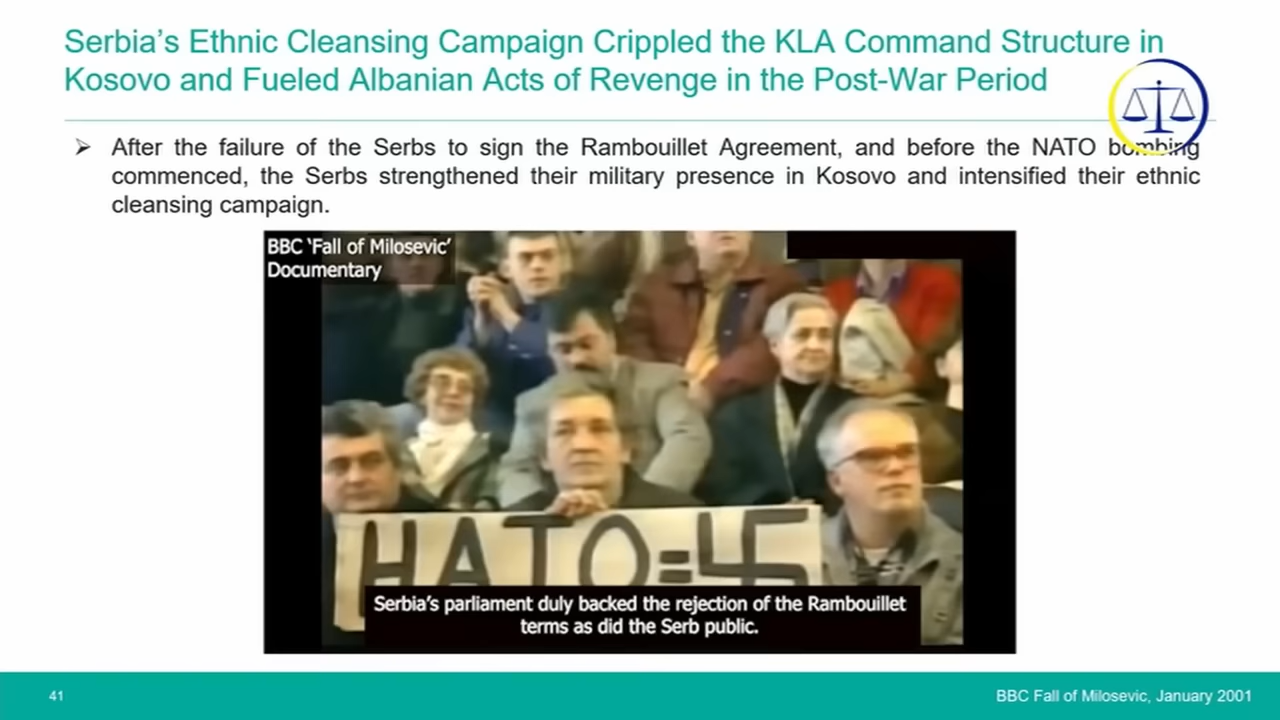 Serbia's Ethnic Cleansing Campaign Crippled the KLA Command Structure in
Kosovo and Fueled Albanian Acts of Revenge in the Post-War Period
➢ After the failure of the Serbs to sign the Rambouillet Agreement, and before the NATO bombing
commenced, the Serbs strengthened their military presence in Kosovo and intensified their ethnic
cleansing campaign.
BBC ‘Fall of Milosevic’
Documentary
НАТО=卐
Serbia's parliament duly backed the rejection of the Rambouillet
terms as did the Serb public.
41
BBC Fall of Milosevic, January 2001